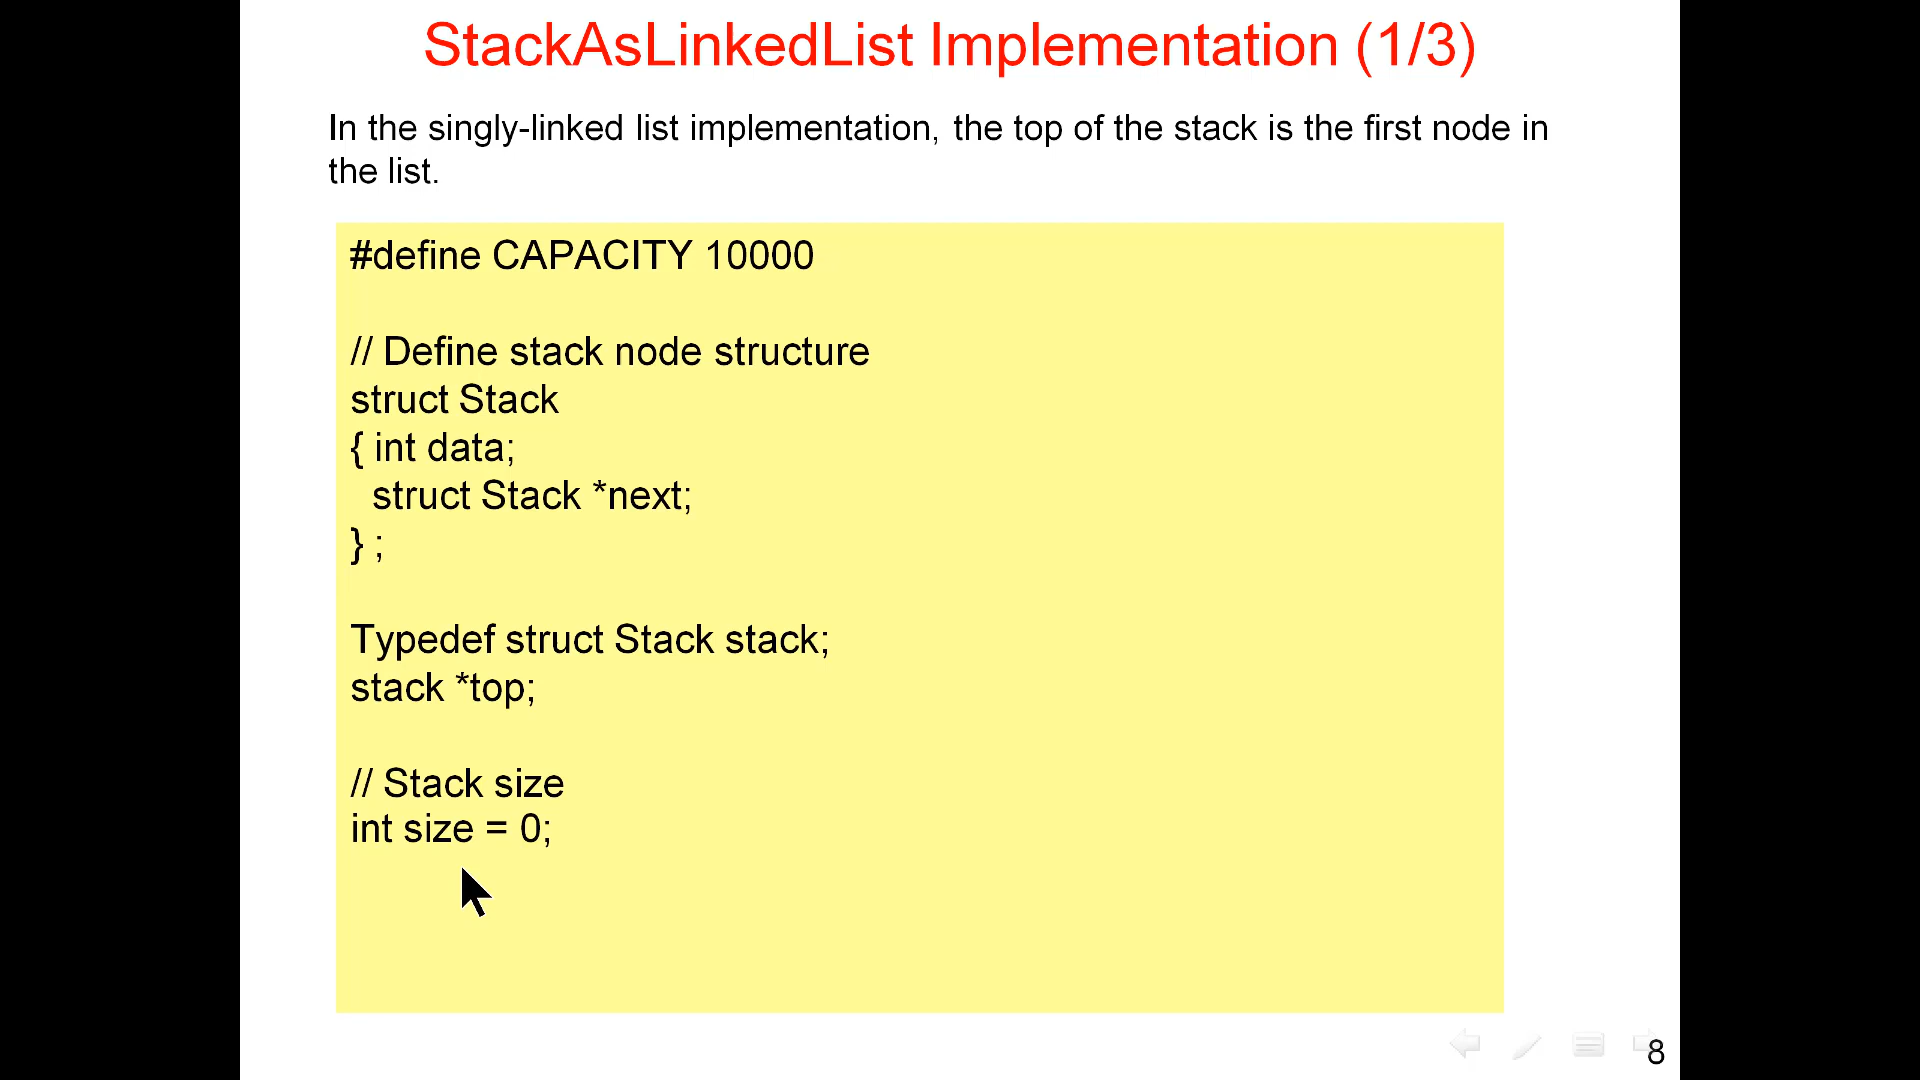 StackAsLinkedList Implementation (1/3)
In the singly-linked list implementation, the top of the stack is the first node in
the list.
#define CAPACITY 10000
// Define stack node structure
struct Stack
{ int data;
struct Stack *next;
} ;
Typedef struct Stack stack;
stack *top;
// Stack size
int size = 0;
8